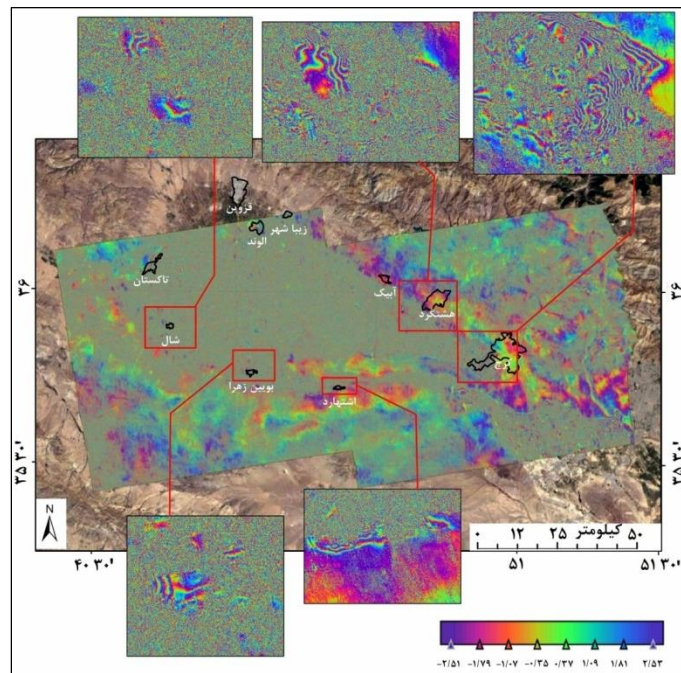 قزوین
زیبا شهر
الوند
تاکستان
آبیک
هشتگرد
شال
کرج
بویین زهرا
اشتهارد
۳۶
۳۵ ۳۰'
۳۶
۳۵ ۳۰'
N
کیلومتر
۰ ۱۲ ۲۵ ۵۰
۴۰ ۳۰' ۵۱ ۵۱ ۳۰'
-۲/۵۱ -۱/۷۹ -۱/۰۷ -۰/۳۵ ۰/۳۷ ۱/۰۹ ۱/۸۱ ۲/۵۳